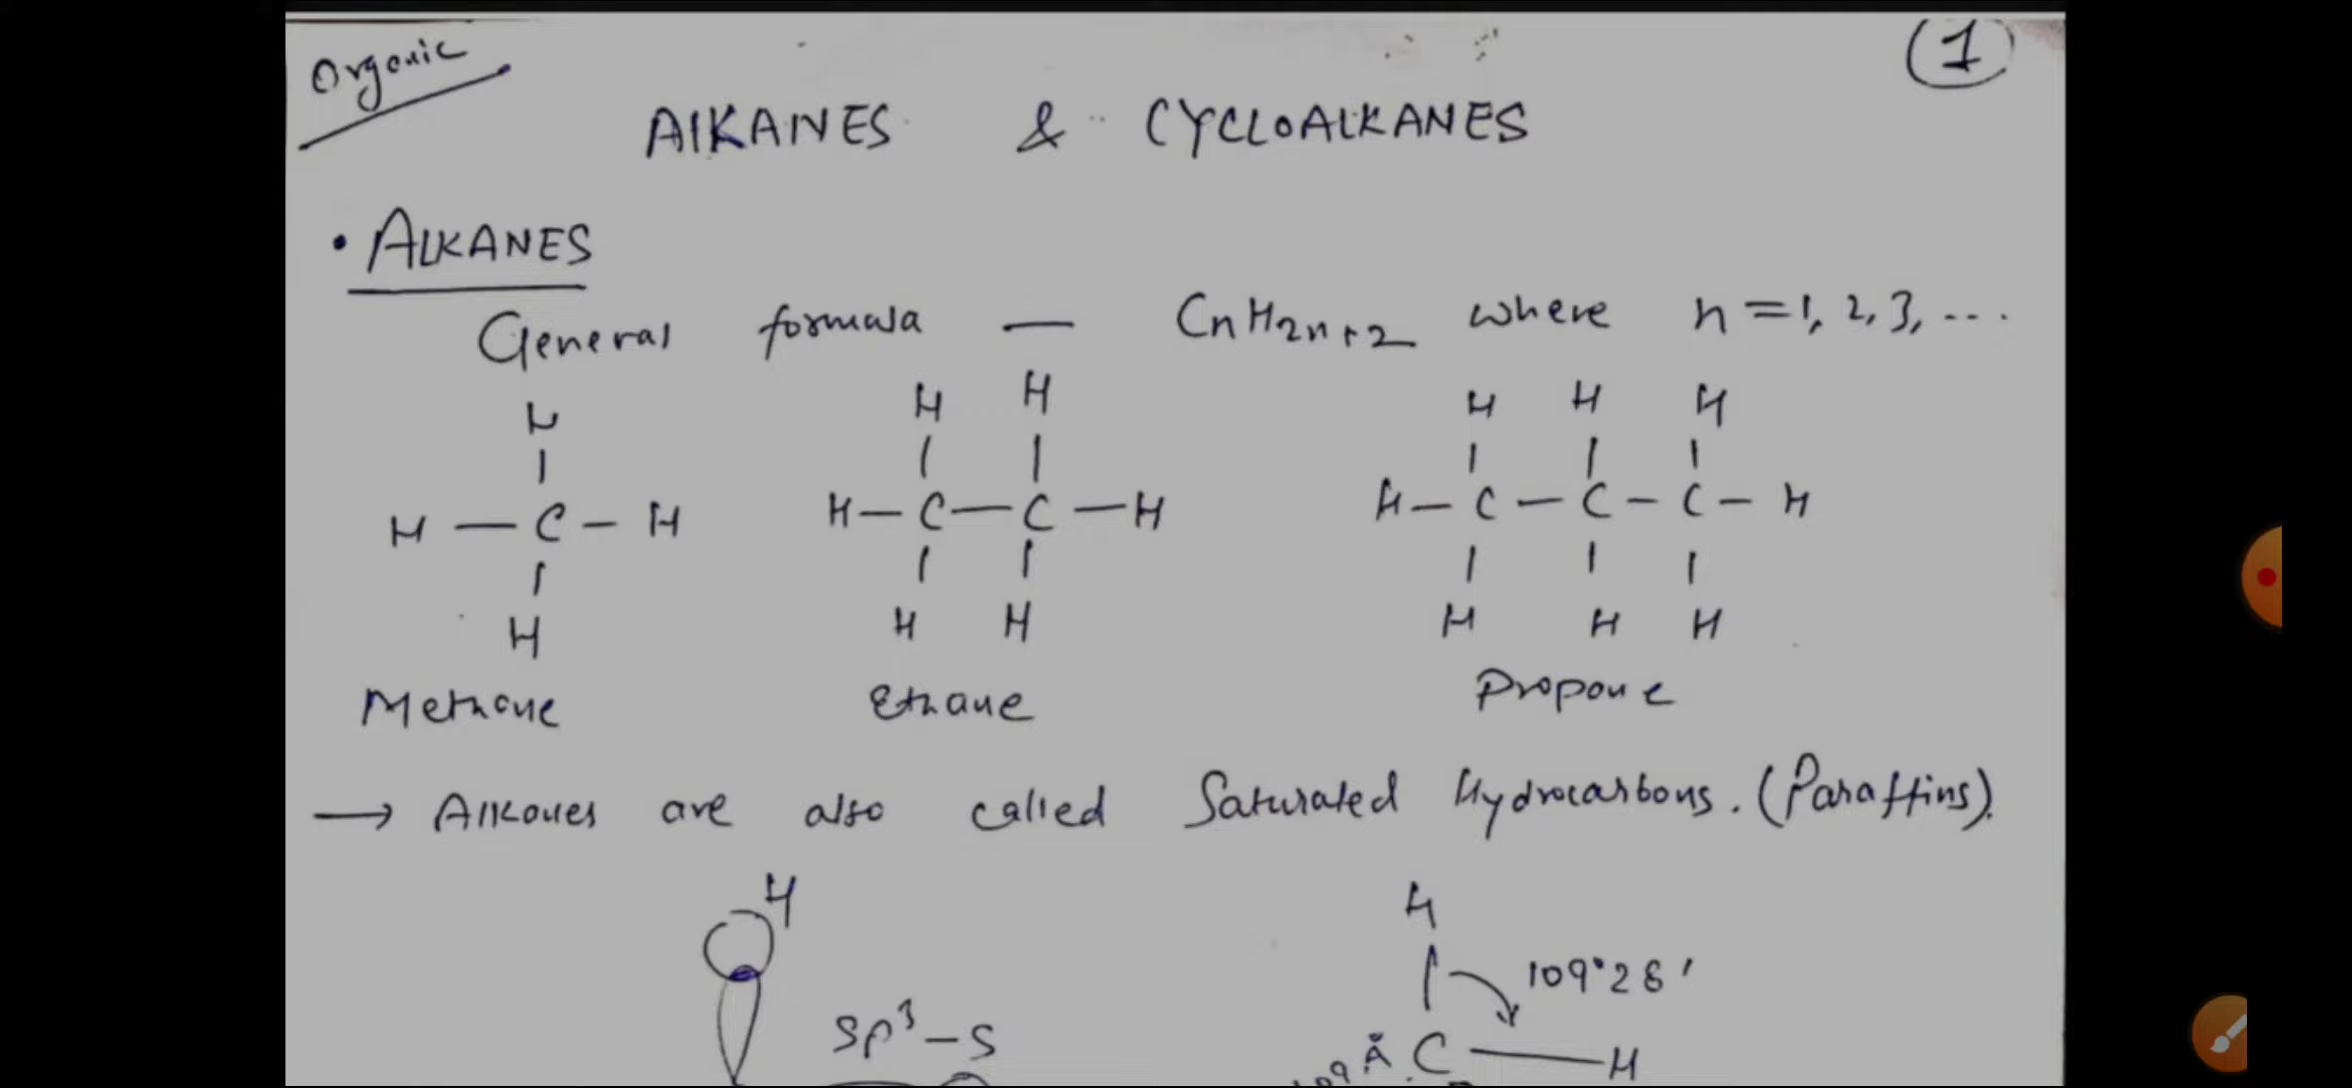 Organic
(1)
AlKANES & CYCLOALKANES
• ALKANES
General formula — CnH2n+2 where n = 1, 2, 3, ...
H H H H H H
| | | | | |
H — C — H H — C — C — H H — C — C — C — H
| | | | | |
H H H H H H
Methane Ethane Propane
→ Alkanes are also called Saturated Hydrocarbons. (Paraffins).
H H
109°28'
sp³-s
Å C — H